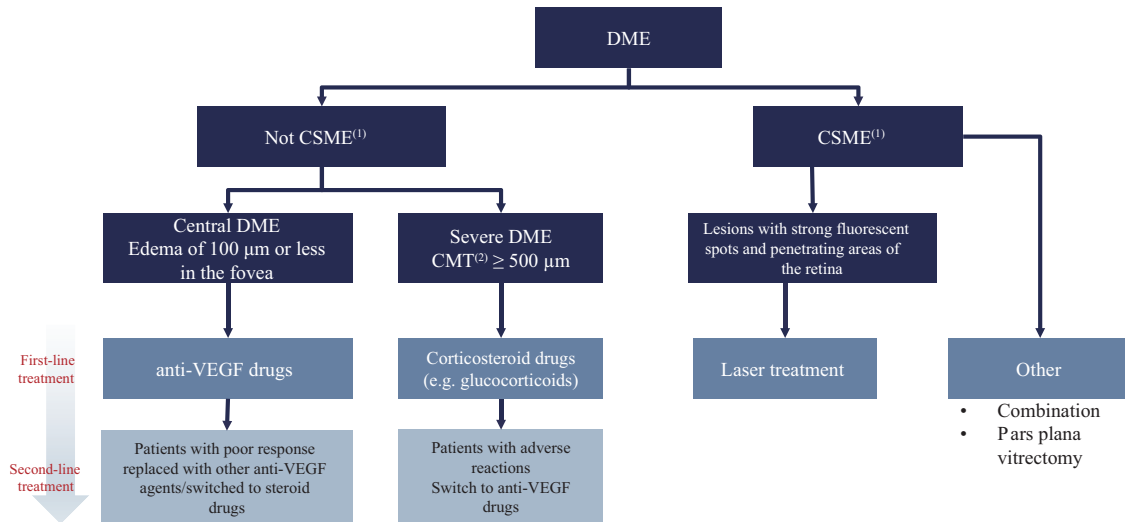 DME
Not CSME(1)
CSME(1)
Central DME
Edema of 100 μm or less
in the fovea
Severe DME
CMT(2) ≥ 500 μm
Lesions with strong fluorescent
spots and penetrating areas of
the retina
First-line
treatment
anti-VEGF drugs
Corticosteroid drugs
(e.g. glucocorticoids)
Laser treatment
Other
• Combination
• Pars plana
vitrectomy
Second-line
treatment
Patients with poor response
replaced with other anti-VEGF
agents/switched to steroid
drugs
Patients with adverse
reactions
Switch to anti-VEGF
drugs